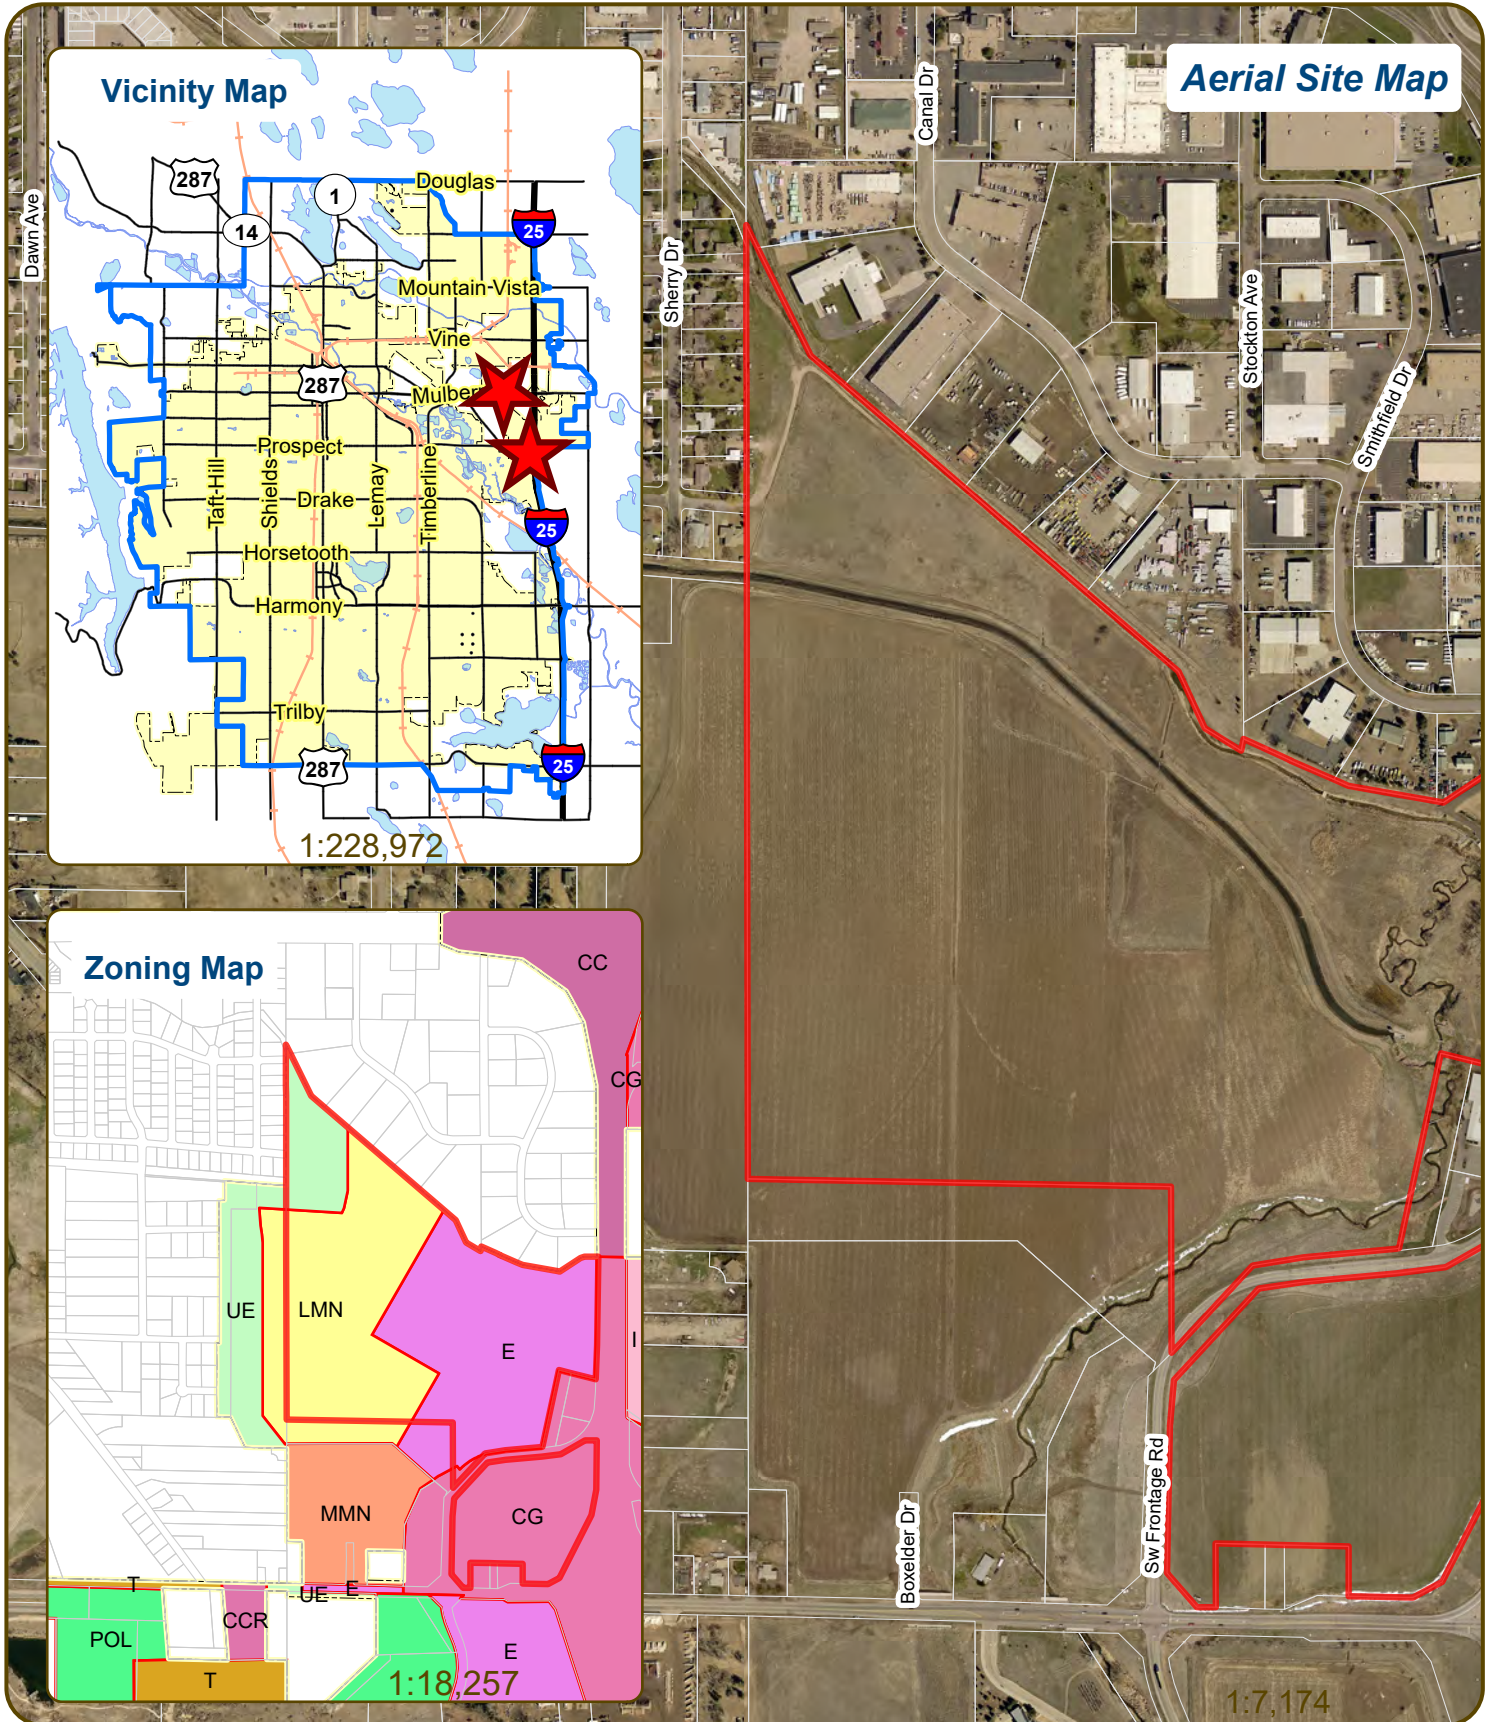 Vicinity Map
287
1
Douglas
14
25
Mountain-Vista
Vine
287
Mulber
Prospect
Taft-Hill
Shields
Drake
Lemay
Timberline
25
Horsetooth
Harmony
Trilby
287
25
1:228,972
Zoning Map
CC
CG
UE
LMN
E
I
MMN
CG
T
UE
E
CCR
POL
E
T
1:18,257
Aerial Site Map
Dawn Ave
Canal Dr
Sherry Dr
Stockton Ave
Smithfield Dr
Sw Frontage Rd
Boxelder Dr
1:7,174